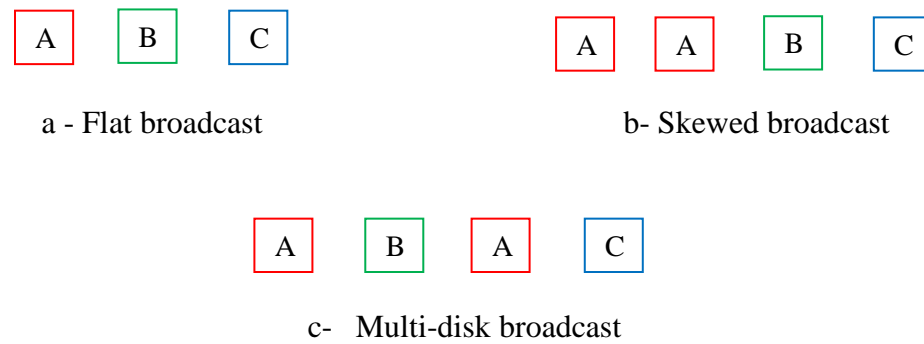 A B C
A A B C
a - Flat broadcast
b- Skewed broadcast
A B A C
c- Multi-disk broadcast